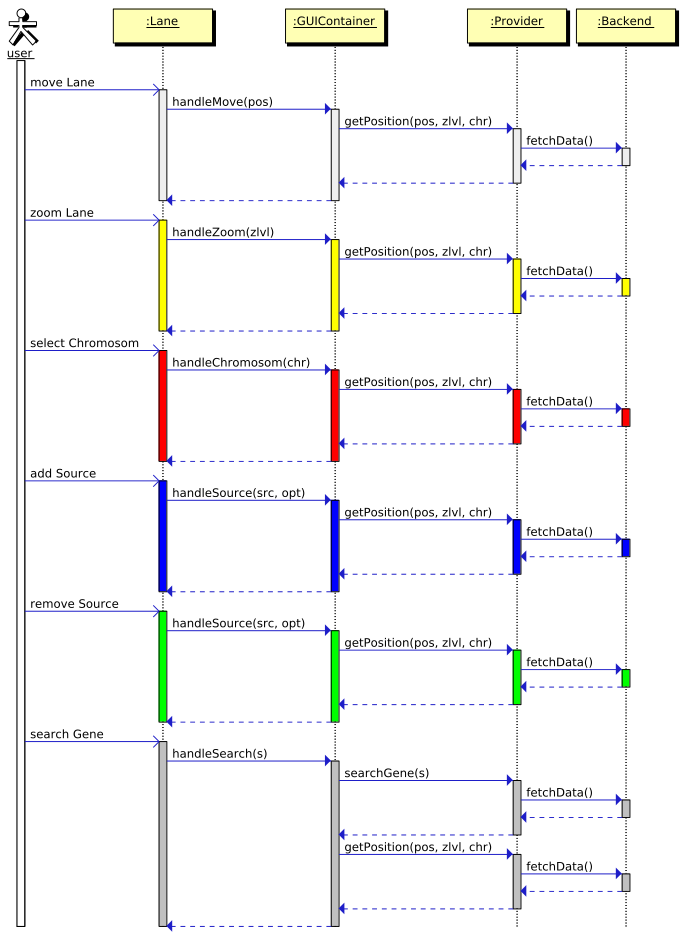 :Lane
:GUIContainer
:Provider
:Backend
user
move Lane
handleMove(pos)
getPosition(pos, zlvl, chr)
fetchData()
zoom Lane
handleZoom(zlvl)
getPosition(pos, zlvl, chr)
fetchData()
select Chromosom
handleChromosom(chr)
getPosition(pos, zlvl, chr)
fetchData()
add Source
handleSource(src, opt)
getPosition(pos, zlvl, chr)
fetchData()
remove Source
handleSource(src, opt)
getPosition(pos, zlvl, chr)
fetchData()
search Gene
handleSearch(s)
searchGene(s)
fetchData()
getPosition(pos, zlvl, chr)
fetchData()